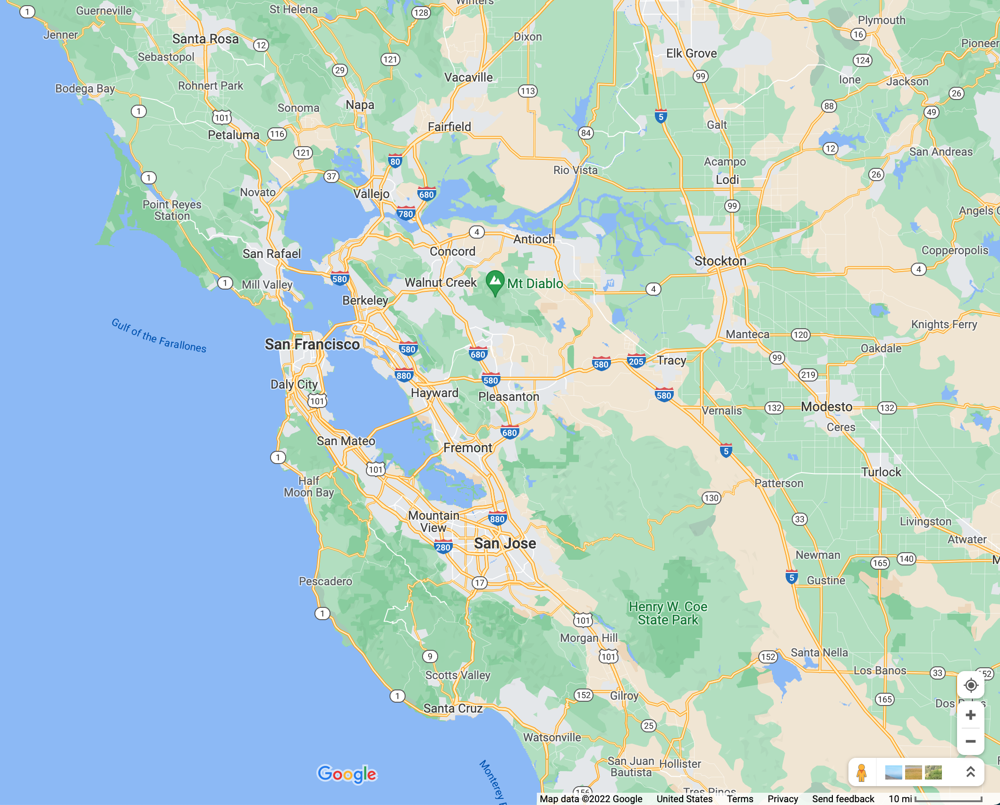 Winters
1
Guerneville
St Helena
128
Plymouth
Jenner
Santa Rosa
12
Dixon
16
Pioneer
Sebastopol
121
Elk Grove
124
29
Vacaville
99
Ione
Jackson
Bodega Bay
Rohnert Park
113
26
1
101
Sonoma
Napa
5
88
49
Petaluma
116
Fairfield
84
Galt
121
80
12
San Andreas
1
37
Rio Vista
Acampo
Lodi
26
Novato
Vallejo
680
Point Reyes
Station
780
99
Angels C
4
Antioch
San Rafael
Concord
Stockton
Copperopolis
4
580
1
Mill Valley
Walnut Creek
Mt Diablo
4
Berkeley
Gulf of the Farallones
Knights Ferry
San Francisco
580
680
Manteca
120
Oakdale
580
205
Tracy
99
880
580
219
Daly City
101
Hayward
Pleasanton
580
Vernalis
132
Modesto
132
Ceres
680
San Mateo
Fremont
5
1
101
Turlock
Half
Moon Bay
Patterson
130
Mountain
View
880
33
Livingston
Atwater
280
San Jose
Newman
165
140
M
Pescadero
17
5
Gustine
1
Henry W. Coe
State Park
101
Morgan Hill
101
9
152
Santa Nella
Scotts Valley
Los Banos
33
152
1
152
Gilroy
165
Santa Cruz
25
Watsonville
San Juan
Bautista
Hollister
Google
156
Tres Pinos
Map data ©2022 Google United States Terms Privacy Send feedback 10 mi